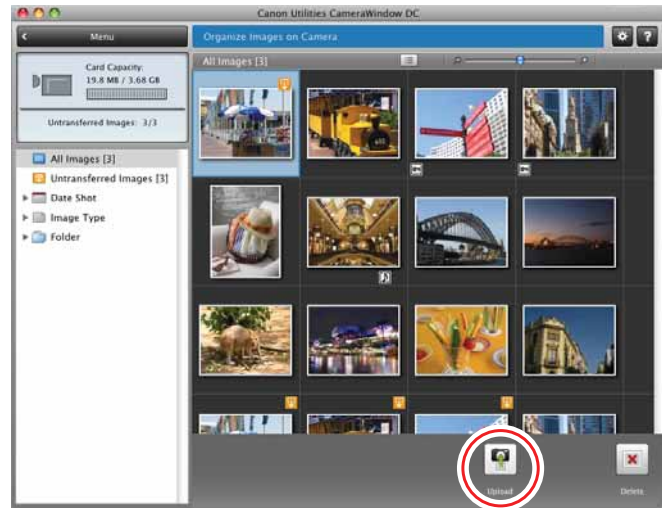 Canon Utilities CameraWindow DC
Menu
Organize Images on Camera
?
Card Capacity:
19.8 MB / 3.68 GB
Untransferred Images: 3/3
All Images [3]
All Images [3]
Untransferred Images [3]
Date Shot
Image Type
Folder
Upload
Delete